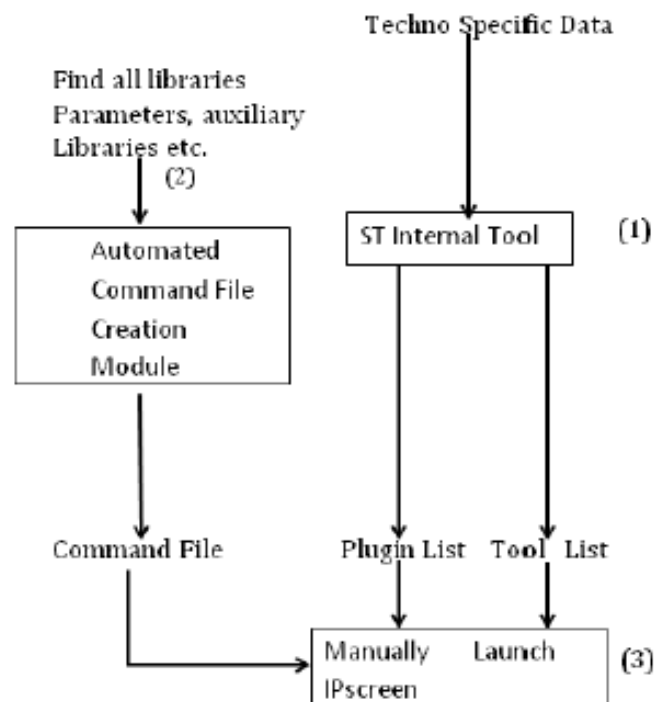 Techno Specific Data
Find all libraries
Parameters, auxiliary
Libraries etc.
(2)
ST Internal Tool
(1)
Automated
Command File
Creation
Module
Command File
Plugin List
Tool List
Manually Launch
IPscreen
(3)